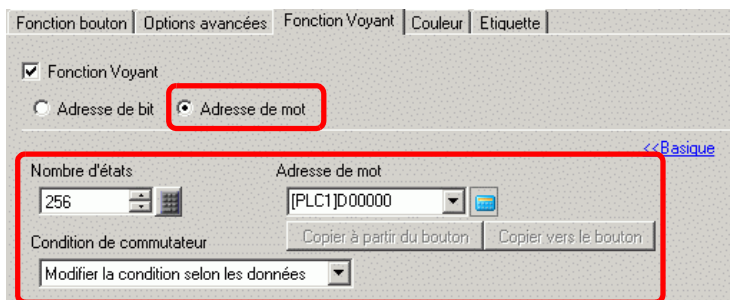 Fonction bouton Options avancées Fonction Voyant Couleur Etiquette
Fonction Voyant
Adresse de bit Adresse de mot
<<Basique
Nombre d'états Adresse de mot
256 [PLC1]D00000
Condition de commutateur Copier à partir du bouton Copier vers le bouton
Modifier la condition selon les données